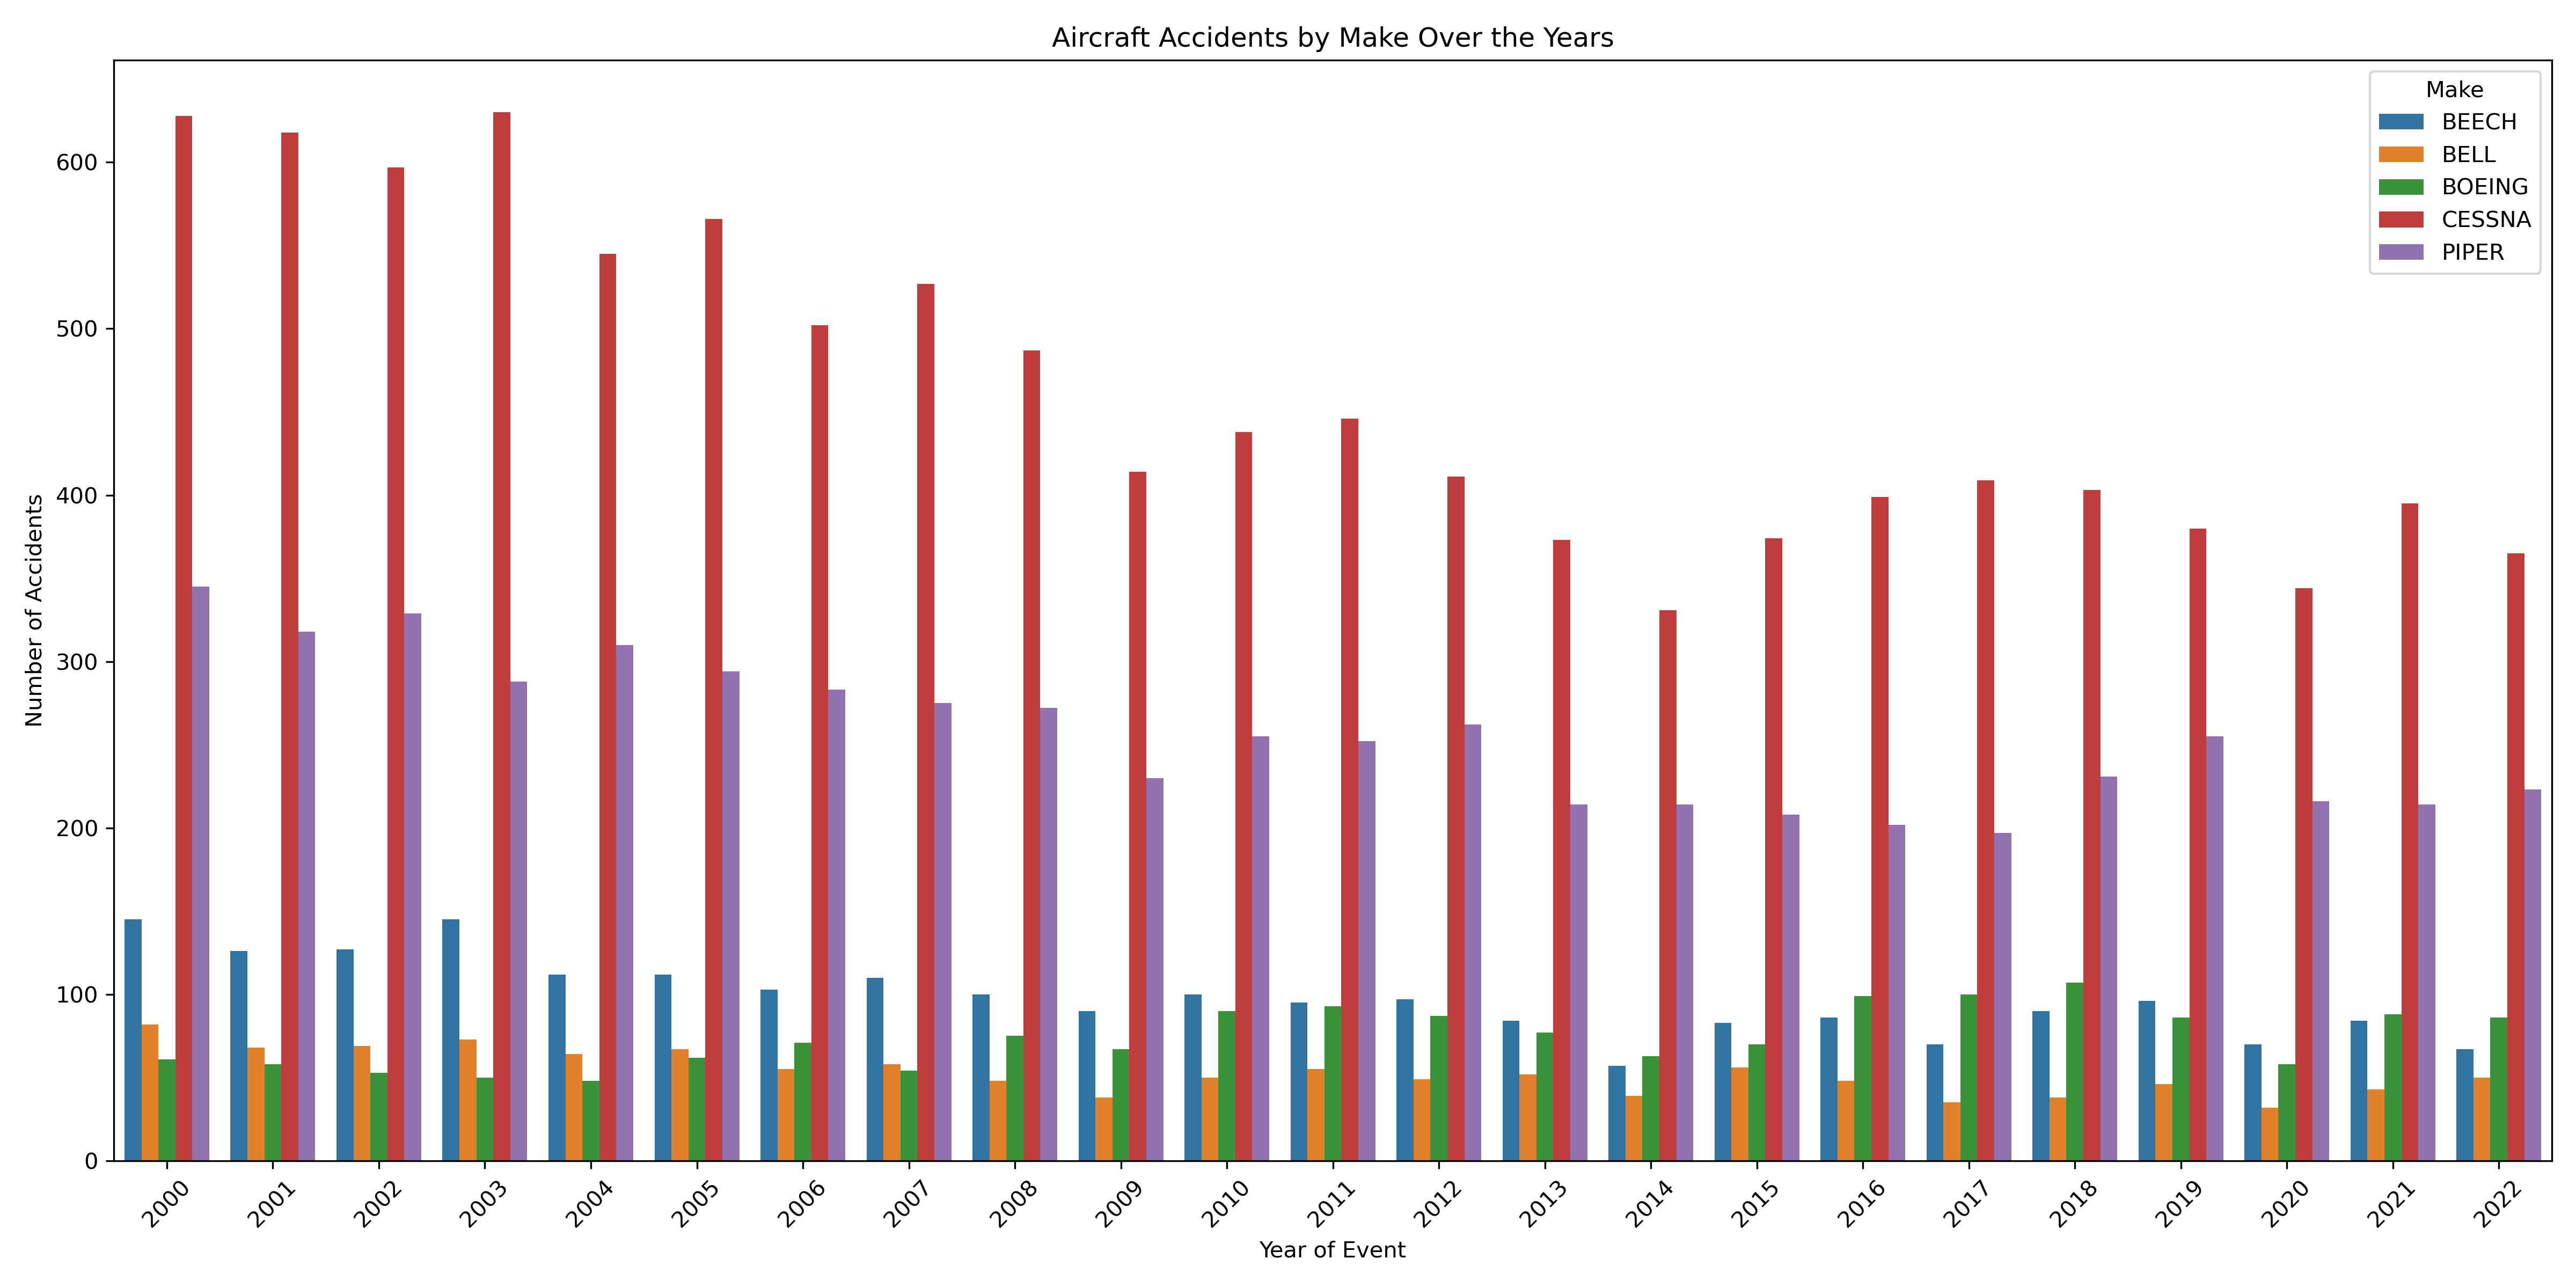 Aircraft Accidents by Make Over the Years
Make
BEECH
BELL
BOEING
CESSNA
PIPER
Number of Accidents
600
500
400
300
200
100
0
2000 2001 2002 2003 2004 2005 2006 2007 2008 2009 2010 2011 2012 2013 2014 2015 2016 2017 2018 2019 2020 2021 2022
Year of Event